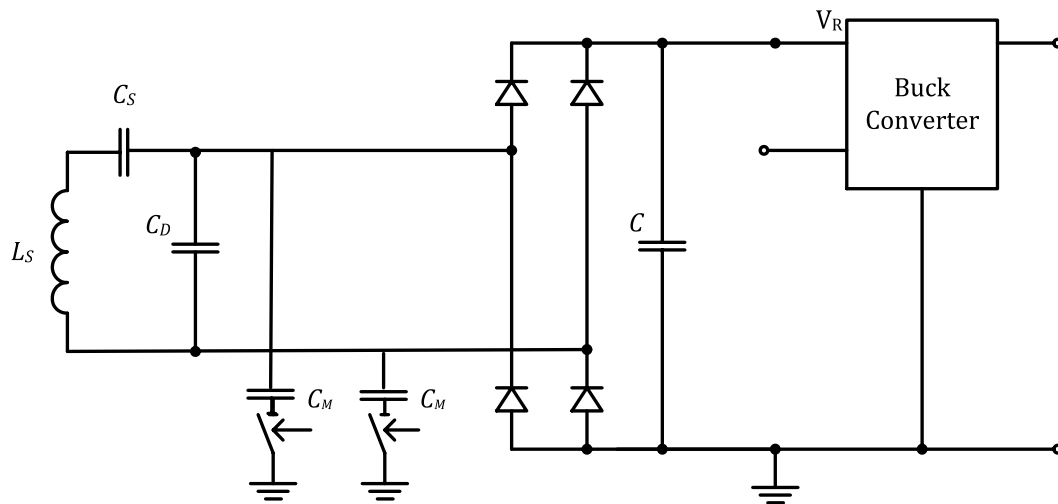 V_R
Buck
Converter
C_S
C_D
L_S
C
C_M
C_M